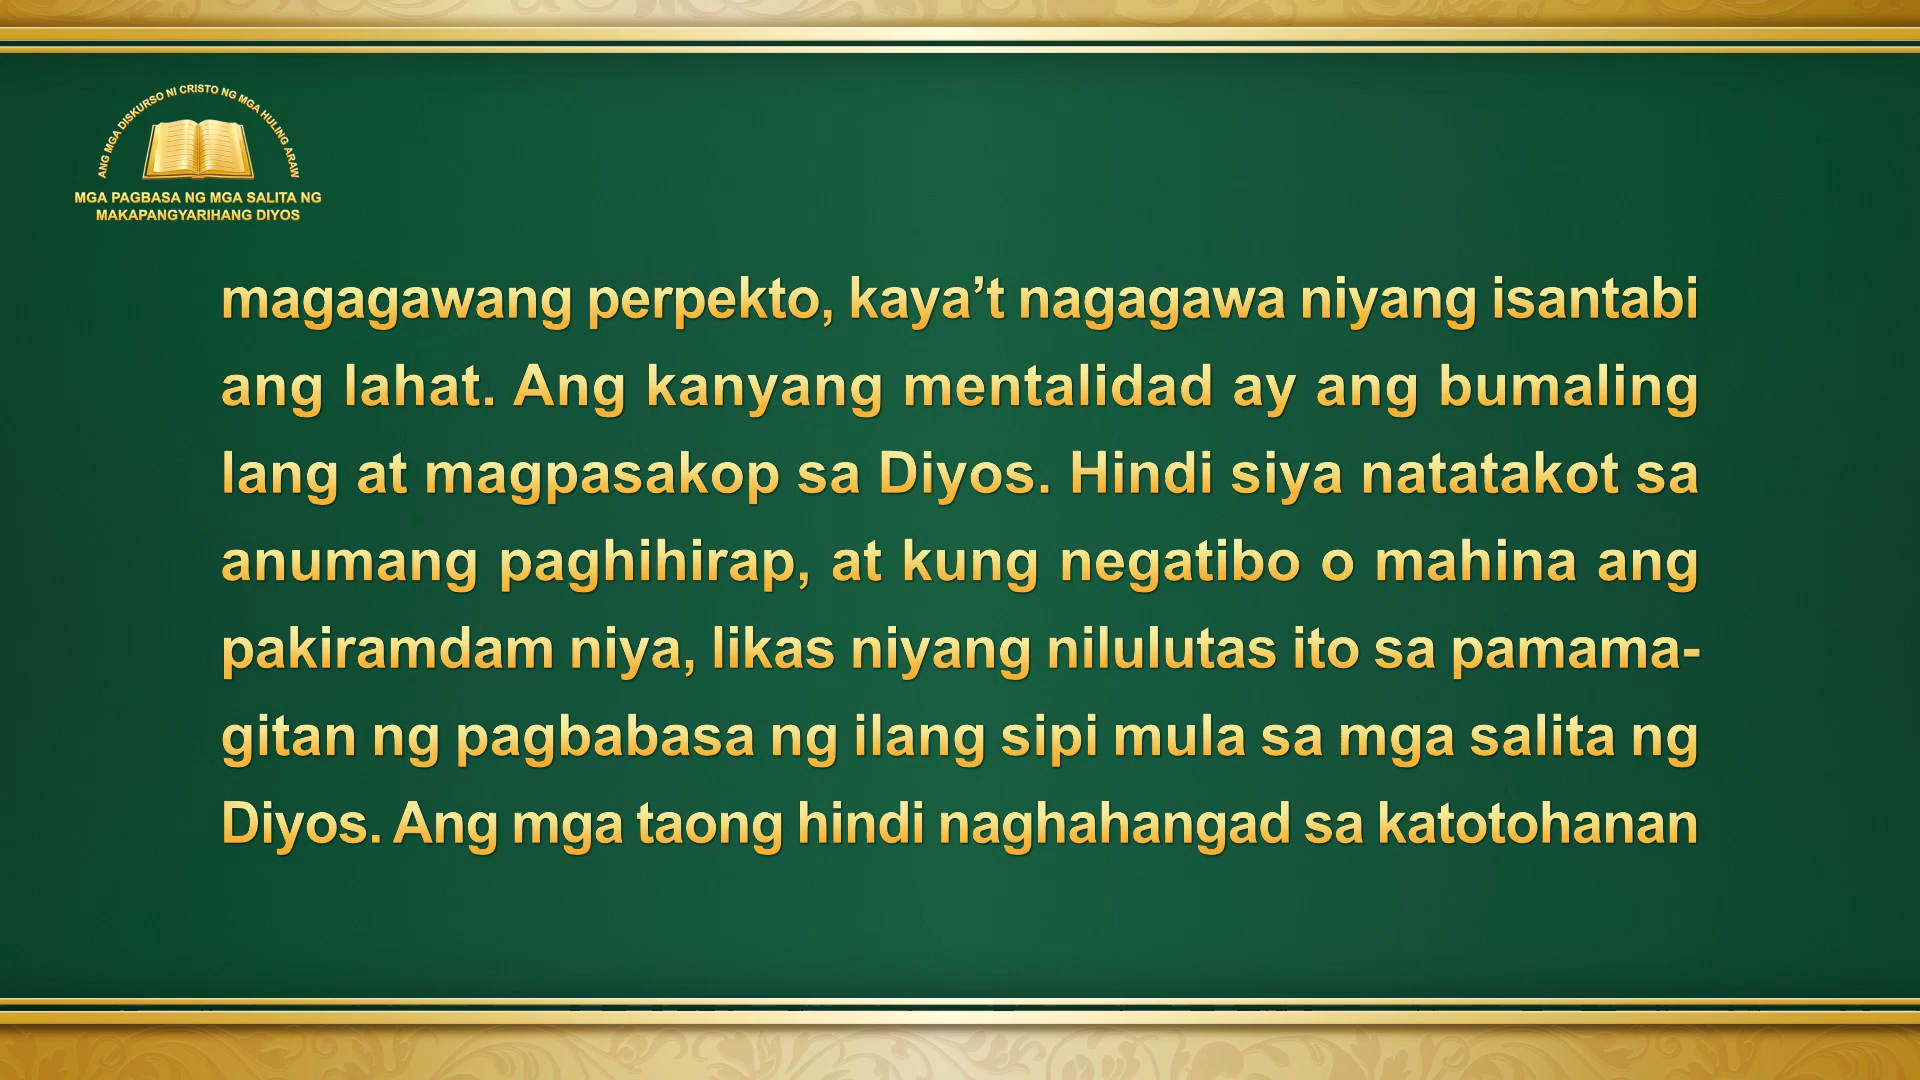 ANG MGA DISKURSO NI CRISTO NG MGA HULING ARAW
MGA PAGBASA NG MGA SALITA NG
MAKAPANGYARIHANG DIYOS
magagawang perpekto, kaya’t nagagawa niyang isantabi
ang lahat. Ang kanyang mentalidad ay ang bumaling
lang at magpasakop sa Diyos. Hindi siya natatakot sa
anumang paghihirap, at kung negatibo o mahina ang
pakiramdam niya, likas niyang nilulutas ito sa pamama-
gitan ng pagbabasa ng ilang sipi mula sa mga salita ng
Diyos. Ang mga taong hindi naghahangad sa katotohanan